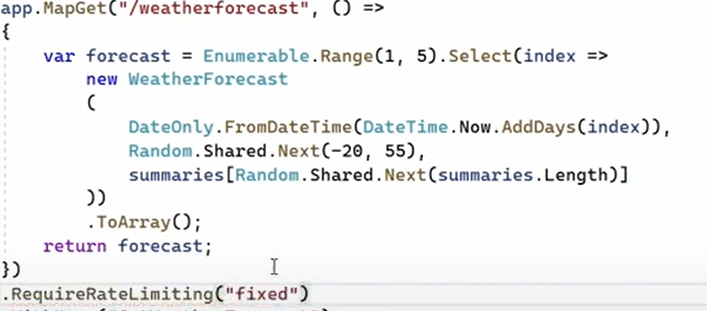 app.MapGet("/weatherforecast", () =>
{
    var forecast = Enumerable.Range(1, 5).Select(index =>
        new WeatherForecast
        (
            DateOnly.FromDateTime(DateTime.Now.AddDays(index)),
            Random.Shared.Next(-20, 55),
            summaries[Random.Shared.Next(summaries.Length)]
        ))
        .ToArray();
    return forecast;
})
.RequireRateLimiting("fixed")